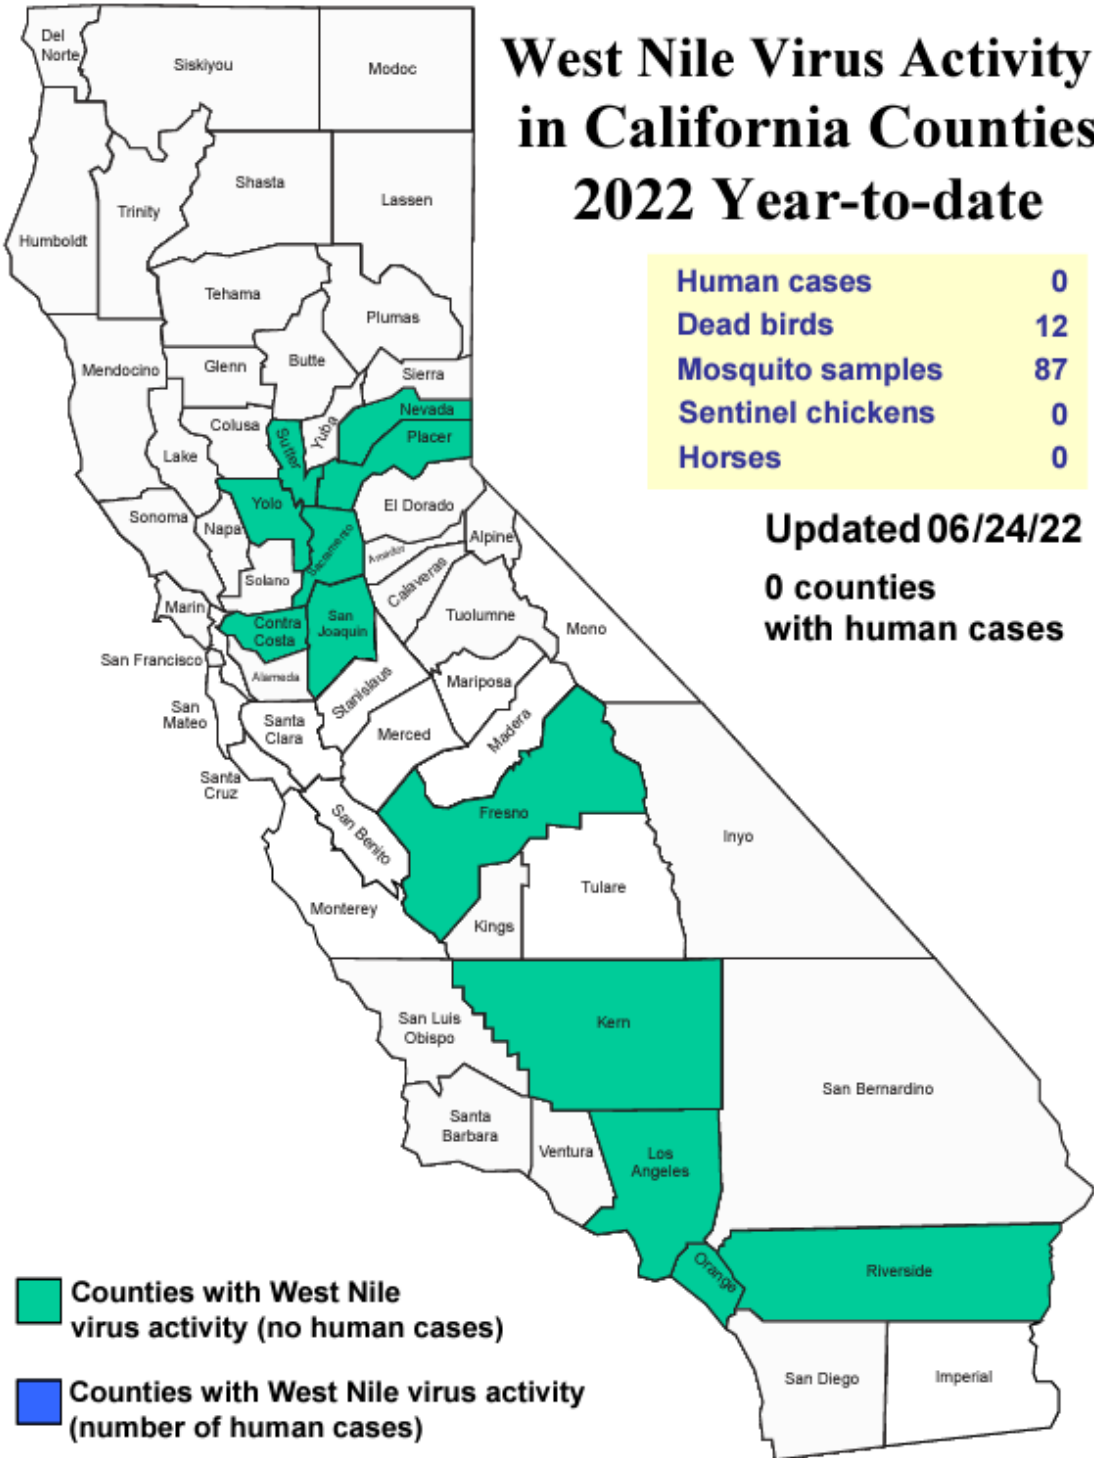 West Nile Virus Activity
in California Counties
2022 Year-to-date
Human cases 0
Dead birds 12
Mosquito samples 87
Sentinel chickens 0
Horses 0
Updated 06/24/22
0 counties
with human cases
Del
Norte
Siskiyou
Modoc
Shasta
Lassen
Trinity
Humboldt
Tehama
Plumas
Mendocino
Glenn
Butte
Sierra
Nevada
Colusa
Sutter
Yuba
Placer
Lake
Yolo
El Dorado
Sonoma
Napa
Sacramento
Alpine
Amador
Solano
Calaveras
Marin
Contra
Costa
San
Joaquin
Tuolumne
Mono
San Francisco
Alameda
Stanislaus
Mariposa
San
Mateo
Santa
Clara
Merced
Madera
Santa
Cruz
San Benito
Fresno
Inyo
Tulare
Monterey
Kings
San Luis
Obispo
Kern
San Bernardino
Santa
Barbara
Ventura
Los
Angeles
Orange
Riverside
San Diego
Imperial
Counties with West Nile
virus activity (no human cases)
Counties with West Nile virus activity
(number of human cases)